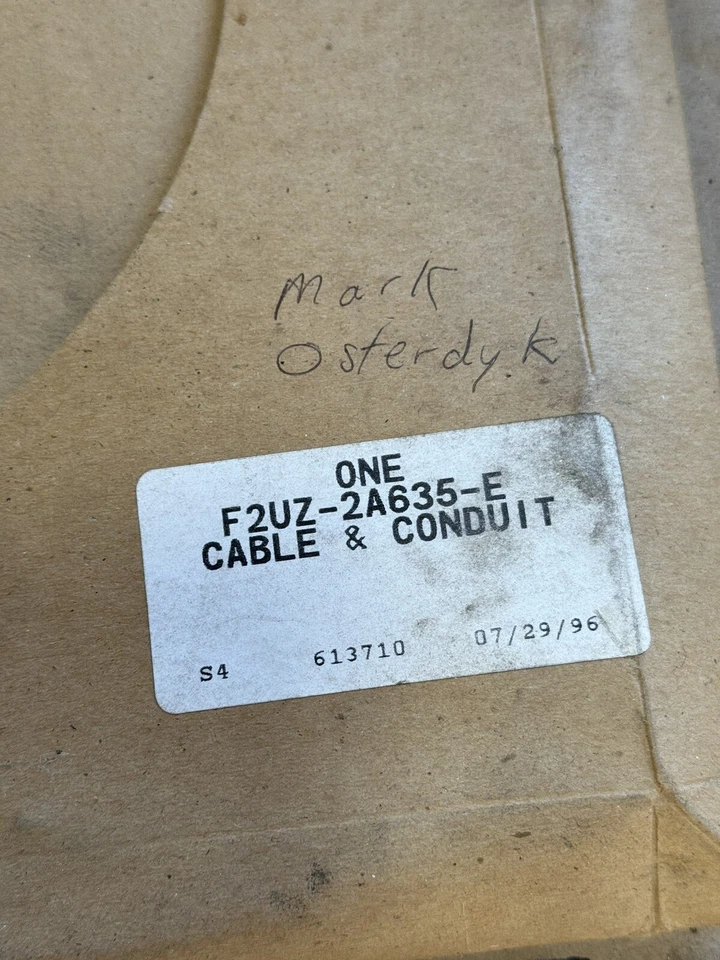 Mark
Osterdyk
ONE
F2UZ-2A635-E
CABLE & CONDUIT
S4 613710 07/29/96